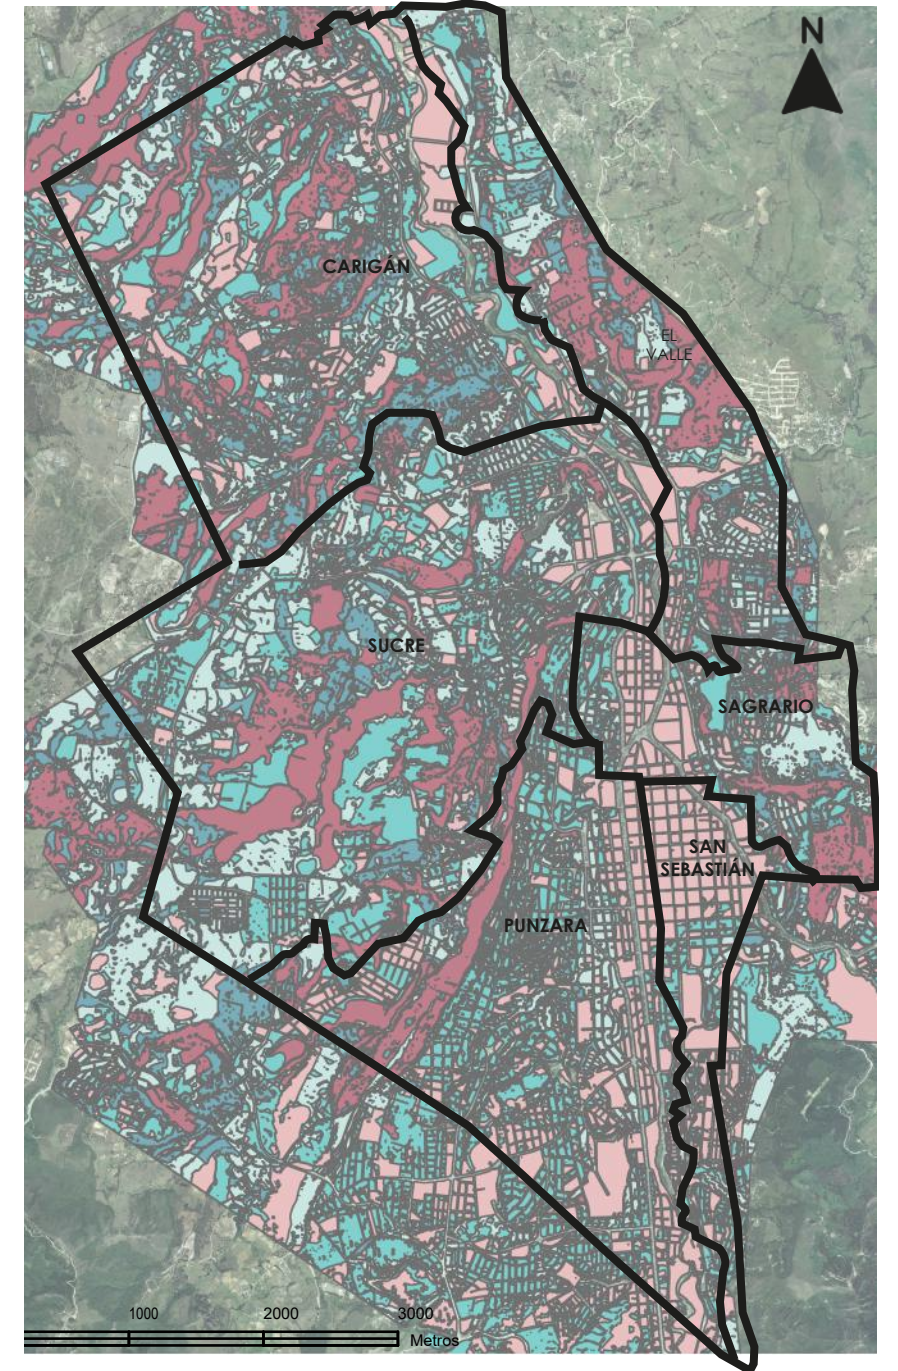 N
CARIGÁN
EL
VALLE
SUCRE
SAGRARIO
SAN
SEBASTIÁN
PUNZARA
1000 2000 3000
Metros